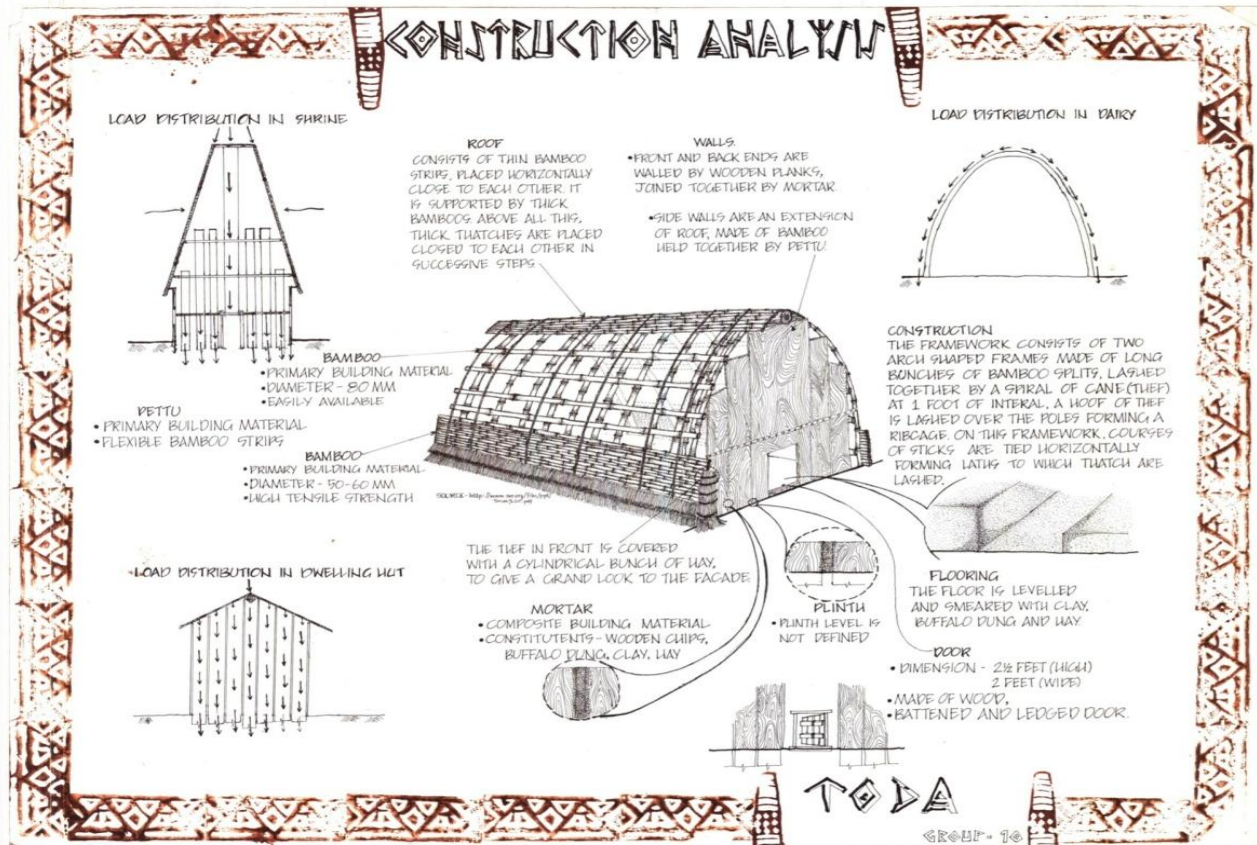 CONSTRUCTION ANALYSIS
LOAD DISTRIBUTION IN SHRINE
ROOF
CONSISTS OF THIN BAMBOO
STRIPS, PLACED HORIZONTALLY
CLOSE TO EACH OTHER. IT
IS SUPPORTED BY THICK
BAMBOOS. ABOVE ALL THIS,
THICK THATCHES ARE PLACED
CLOSED TO EACH OTHER IN
SUCCESSIVE STEPS
WALLS.
•FRONT AND BACK ENDS ARE
WALLED BY WOODEN PLANKS,
JOINED TOGETHER BY MORTAR.
•SIDE WALLS ARE AN EXTENSION
OF ROOF, MADE OF BAMBOO
HELD TOGETHER BY PETTU.
LOAD DISTRIBUTION IN DAIRY
BAMBOO
•PRIMARY BUILDING MATERIAL
•DIAMETER - 80 MM
•EASILY AVAILABLE
PETTU
•PRIMARY BUILDING MATERIAL
•FLEXIBLE BAMBOO STRIPS
BAMBOO
•PRIMARY BUILDING MATERIAL
•DIAMETER - 50-60 MM
•HIGH TENSILE STRENGTH
CONSTRUCTION
THE FRAMEWORK CONSISTS OF TWO
ARCH SHAPED FRAMES MADE OF LONG
BUNCHES OF BAMBOO SPLITS, LASHED
TOGETHER BY A SPIRAL OF CANE (THEF)
AT 1 FOOT OF INTERAL, A HOOF OF THEF
IS LASHED OVER THE POLES FORMING A
RIBCAGE. ON THIS FRAMEWORK, COURSES
OF STICKS ARE TIED HORIZONTALLY
FORMING LATHS TO WHICH THATCH ARE
LASHED.
SOURCE - http://www.
THE TIEF IN FRONT IS COVERED
WITH A CYLINDRICAL BUNCH OF HAY,
TO GIVE A GRAND LOOK TO THE FACADE
LOAD DISTRIBUTION IN DWELLING HUT
MORTAR
•COMPOSITE BUILDING MATERIAL
•CONSTITUTENTS - WOODEN CHIPS,
BUFFALO DUNG, CLAY, HAY
PLINTH
•PLINTH LEVEL IS
NOT DEFINED
FLOORING
THE FLOOR IS LEVELLED
AND SMEARED WITH CLAY,
BUFFALO DUNG AND HAY.
DOOR
•DIMENSION - 2½ FEET (HIGH)
2 FEET (WIDE)
•MADE OF WOOD,
•BATTENED AND LEDGED DOOR.
TODA
GROUP - 10